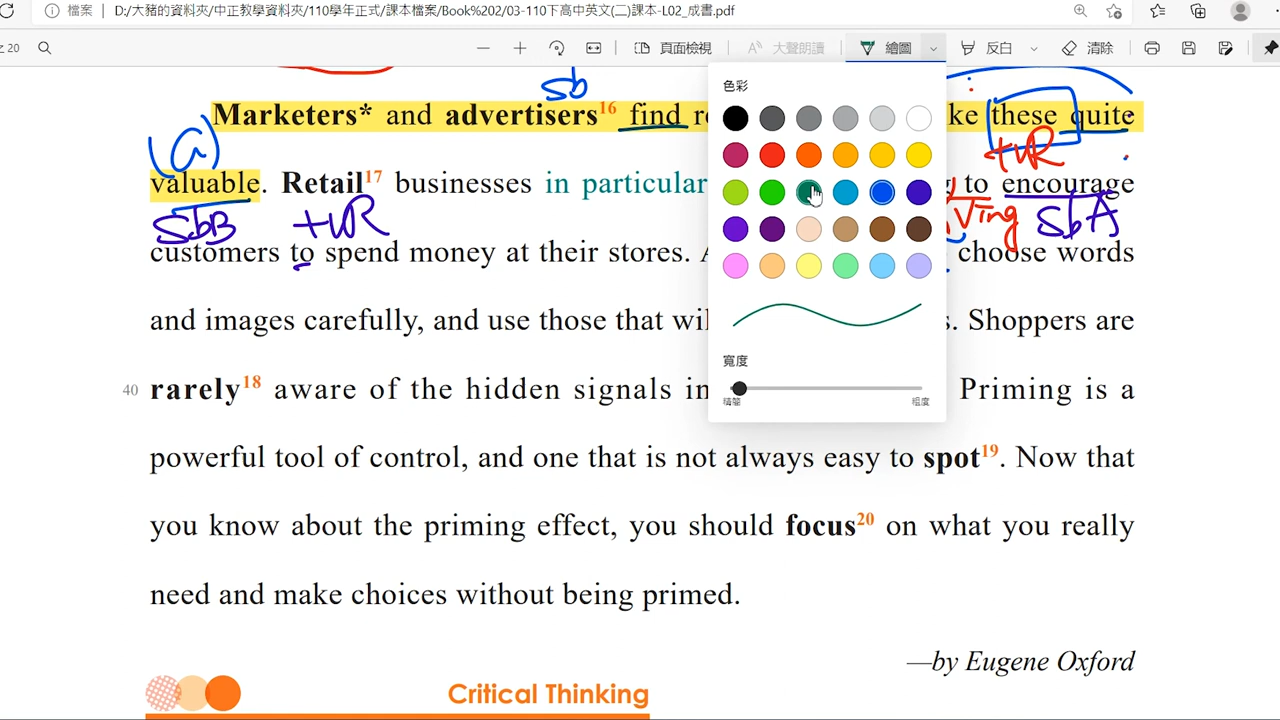 檔案 D:/大豬的資料夾/中正教學資料夾/110學年正式/課本檔案/Book%202/03-110下高中英文(二)課本-L02_成書.pdf
20 頁面檢視 大聲朗讀 繪圖 反白 清除
色彩
寬度
精緻 粗度
sb
Marketers* and advertisers16 find ke these quite
(a) +VR
valuable. Retail17 businesses in particular to encourage
SbB +VR Ving SbA
customers to spend money at their stores. choose words
and images carefully, and use those that s. Shoppers are
40 rarely18 aware of the hidden signals Priming is a
powerful tool of control, and one that is not always easy to spot19. Now that
you know about the priming effect, you should focus20 on what you really
need and make choices without being primed.
—by Eugene Oxford
Critical Thinking